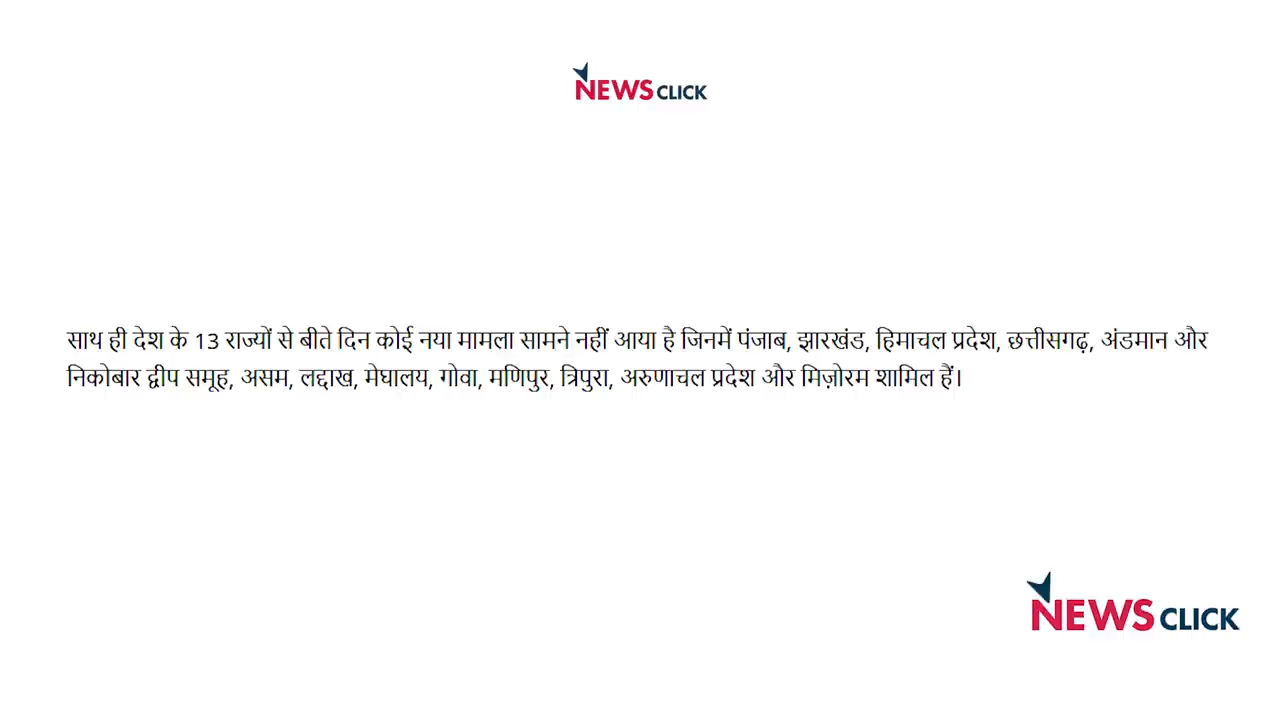 NEWSCLICK
साथ ही देश के 13 राज्यों से बीते दिन कोई नया मामला सामने नहीं आया है जिनमें पंजाब, झारखंड, हिमाचल प्रदेश, छत्तीसगढ़, अंडमान और
निकोबार द्वीप समूह, असम, लद्दाख, मेघालय, गोवा, मणिपुर, त्रिपुरा, अरुणाचल प्रदेश और मिज़ोरम शामिल हैं।
NEWSCLICK